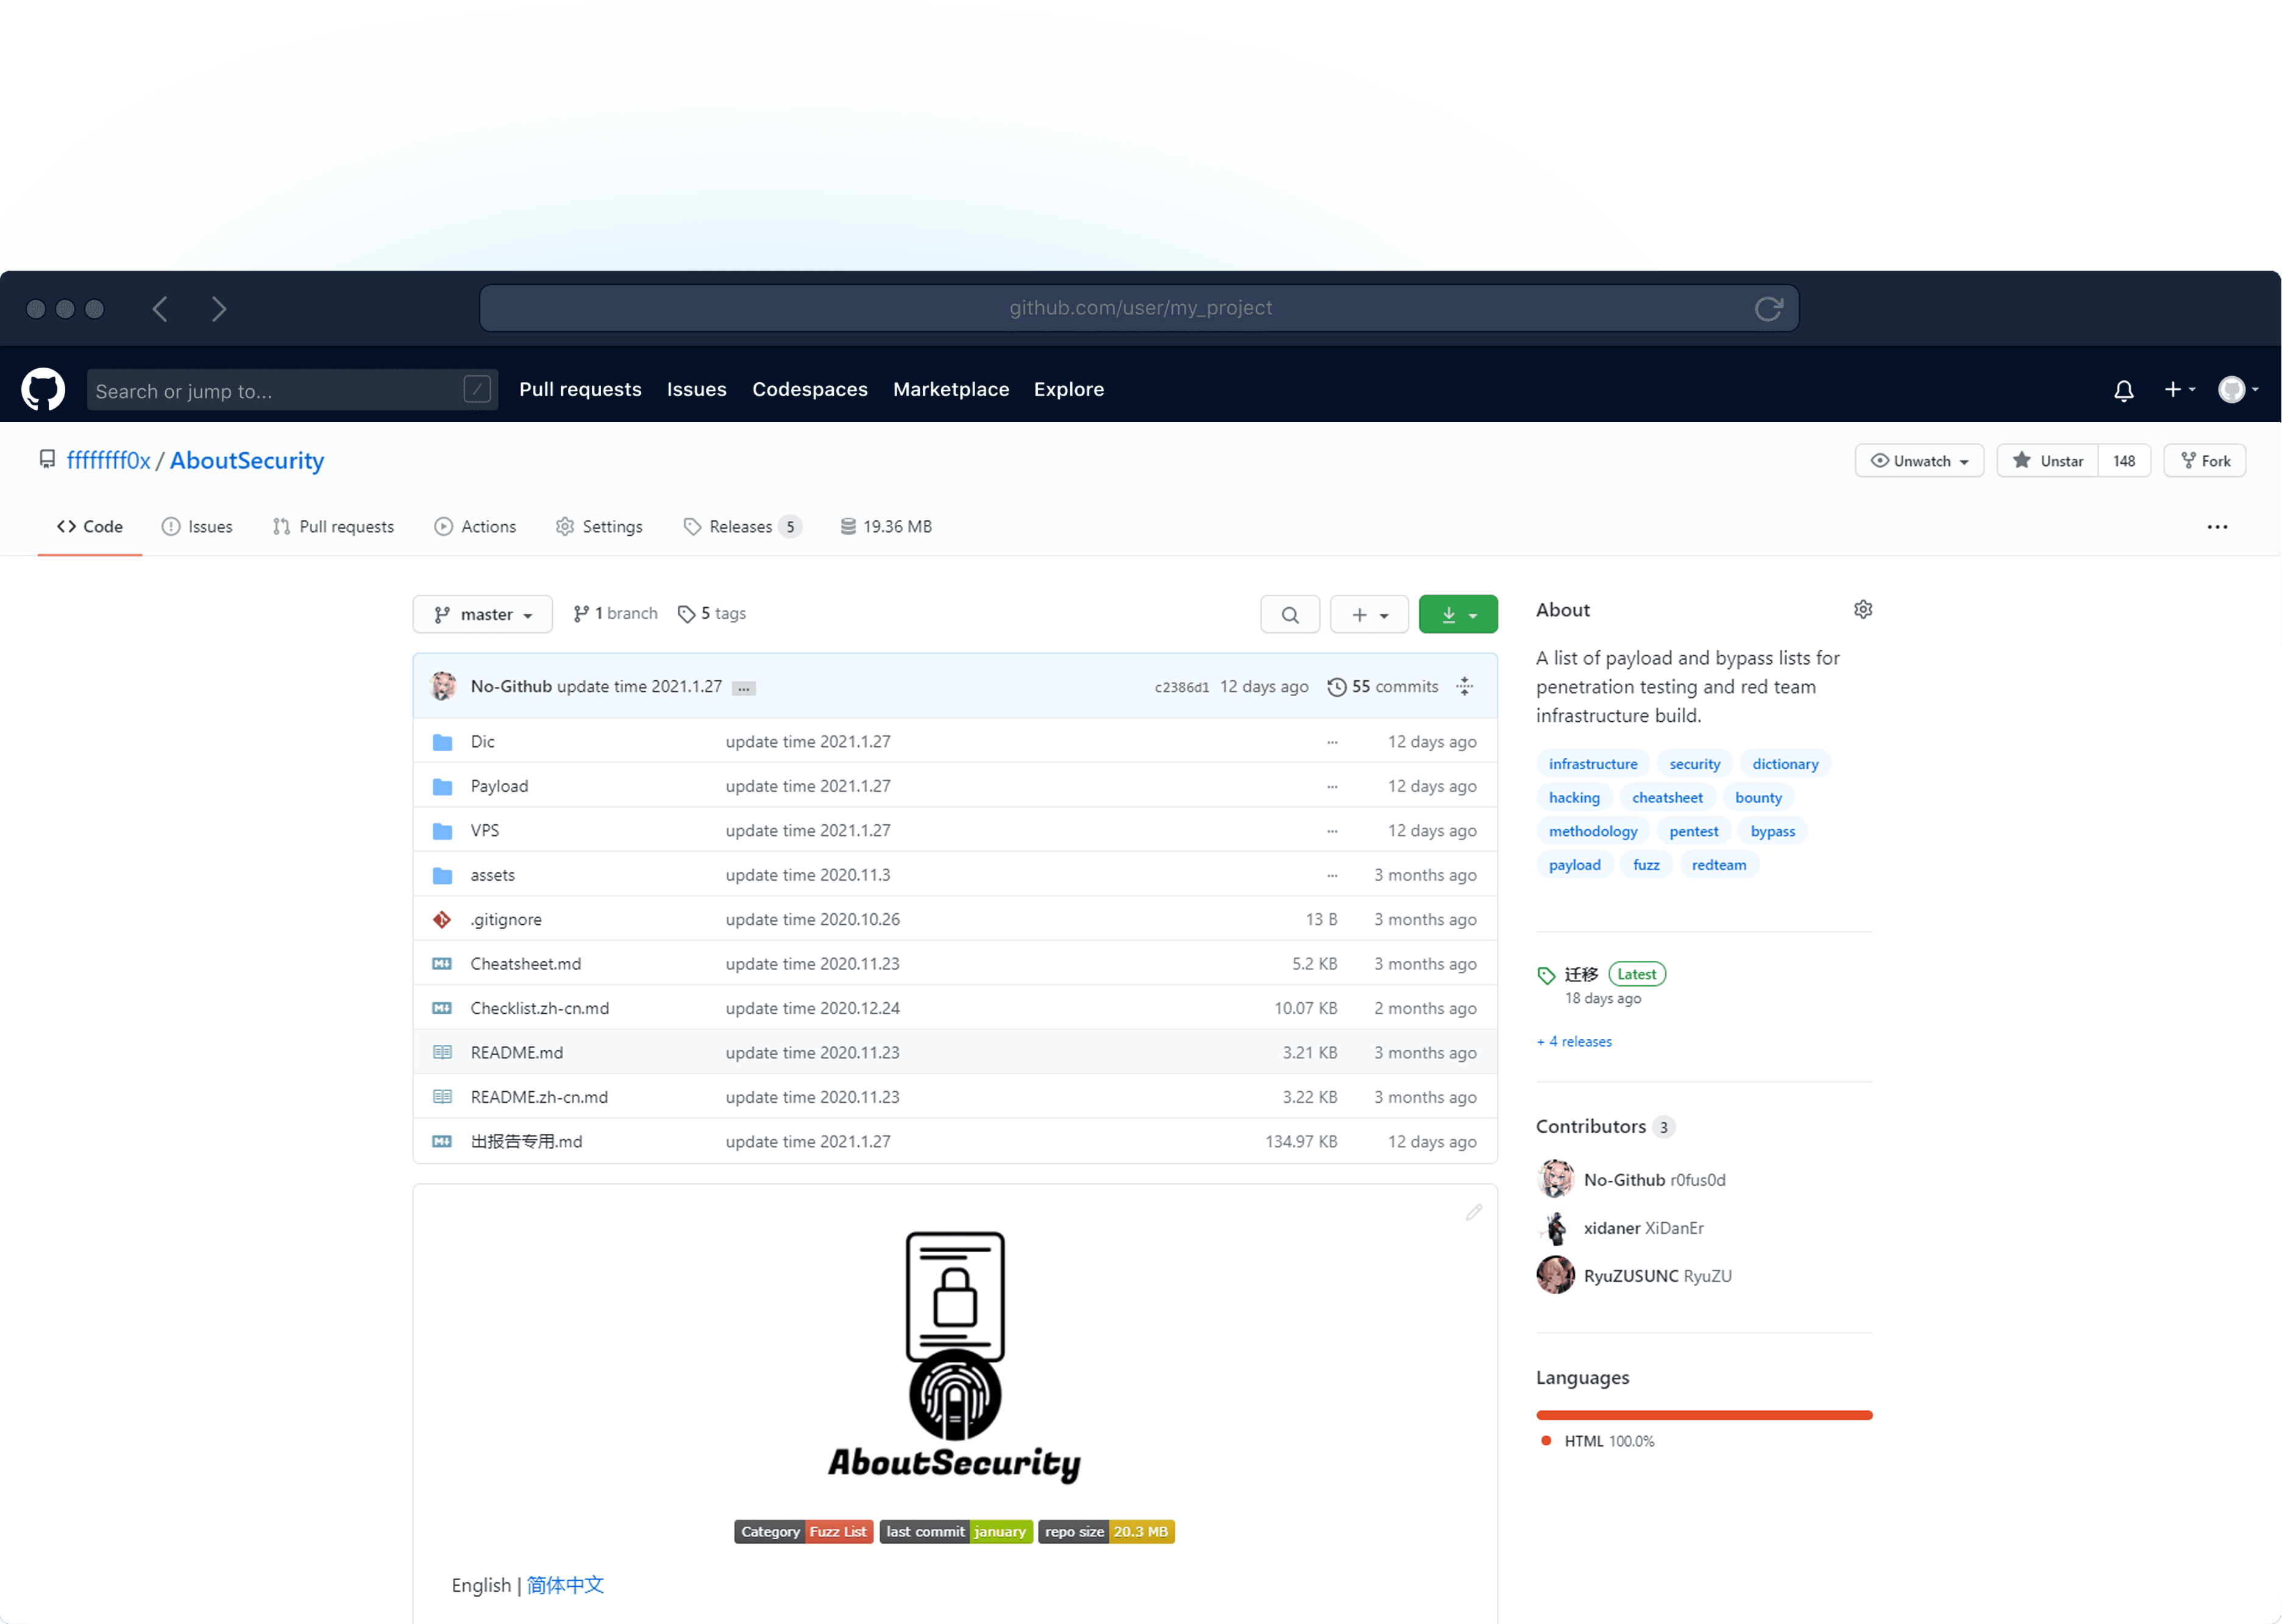 github.com/user/my_project
Search or jump to... /
Pull requests Issues Codespaces Marketplace Explore
ffffffff0x / AboutSecurity
Unwatch Unstar 148 Fork
Code Issues Pull requests Actions Settings Releases 5 19.36 MB
master 1 branch 5 tags
No-Github update time 2021.1.27 ... c2386d1 12 days ago 55 commits
Dic update time 2021.1.27 ... 12 days ago
Payload update time 2021.1.27 ... 12 days ago
VPS update time 2021.1.27 ... 12 days ago
assets update time 2020.11.3 ... 3 months ago
.gitignore update time 2020.10.26 13 B 3 months ago
Cheatsheet.md update time 2020.11.23 5.2 KB 3 months ago
Checklist.zh-cn.md update time 2020.12.24 10.07 KB 2 months ago
README.md update time 2020.11.23 3.21 KB 3 months ago
README.zh-cn.md update time 2020.11.23 3.22 KB 3 months ago
出报告专用.md update time 2021.1.27 134.97 KB 12 days ago
AboutSecurity
Category Fuzz List last commit january repo size 20.3 MB
English | 简体中文
About
A list of payload and bypass lists for
penetration testing and red team
infrastructure build.
infrastructure security dictionary
hacking cheatsheet bounty
methodology pentest bypass
payload fuzz redteam
迁移 Latest
18 days ago
+ 4 releases
Contributors 3
No-Github r0fus0d
xidaner XiDanEr
RyuZUSUNC RyuZU
Languages
HTML 100.0%